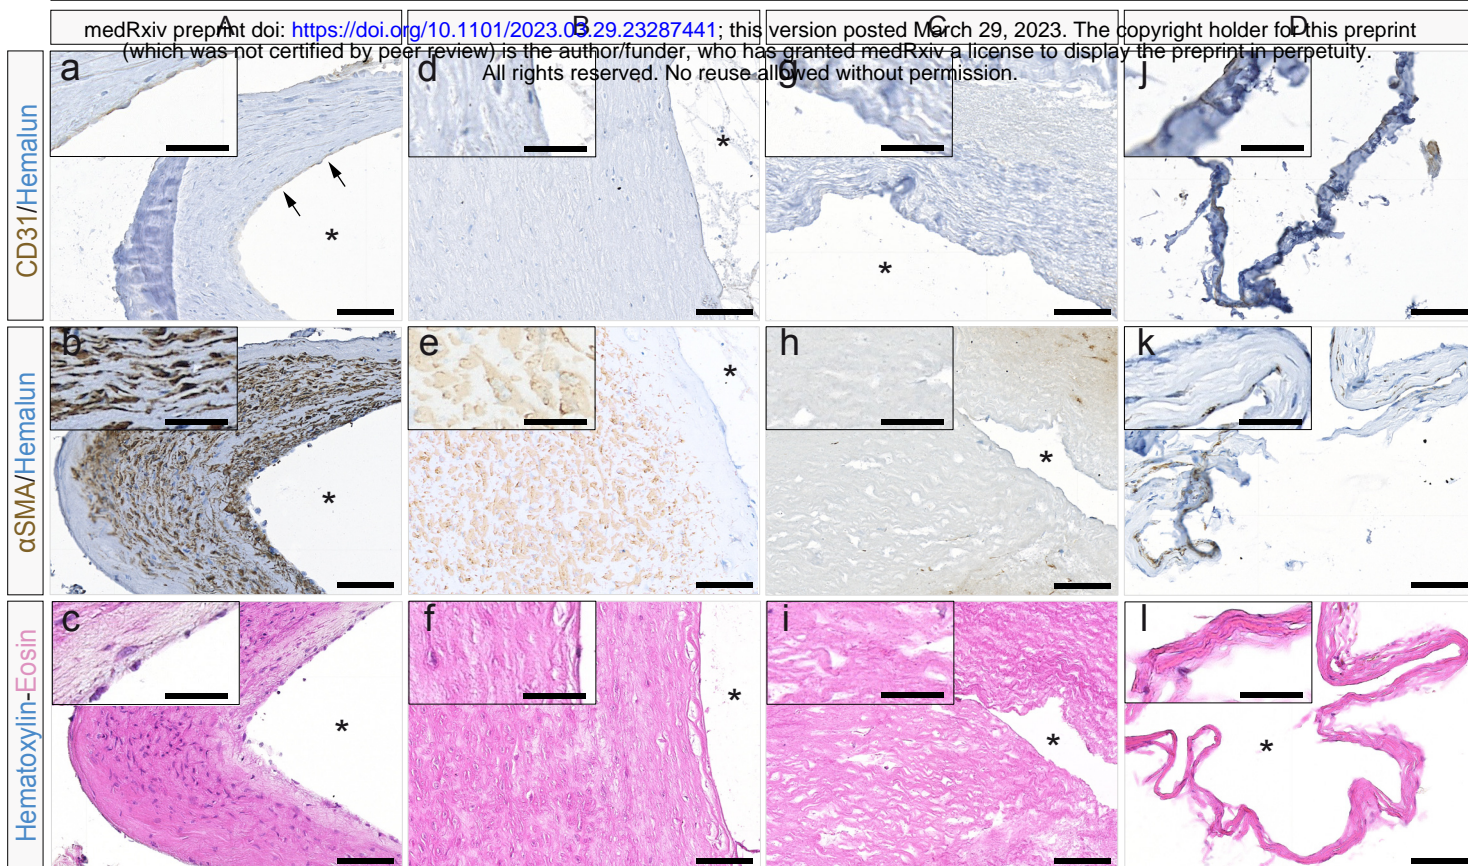 A B C D
medRxiv preprint doi: https://doi.org/10.1101/2023.03.29.23287441; this version posted March 29, 2023. The copyright holder for this preprint
(which was not certified by peer review) is the author/funder, who has granted medRxiv a license to display the preprint in perpetuity.
All rights reserved. No reuse allowed without permission.
CD31/Hemalun
a
*
d
*
g
*
j
αSMA/Hemalun
b
*
e
*
h
*
k
Hematoxylin-Eosin
c
*
f
*
i
*
l
*